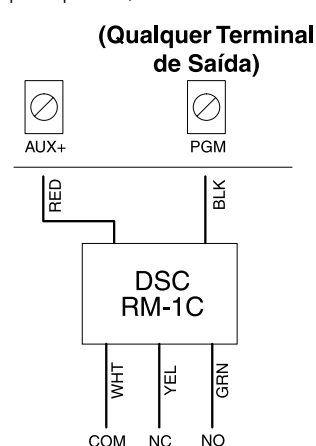 (Qualquer Terminal
de Saída)
AUX+
PGM
RED
BLK
DSC
RM-1C
WHT
YEL
GRN
COM
NC
NO